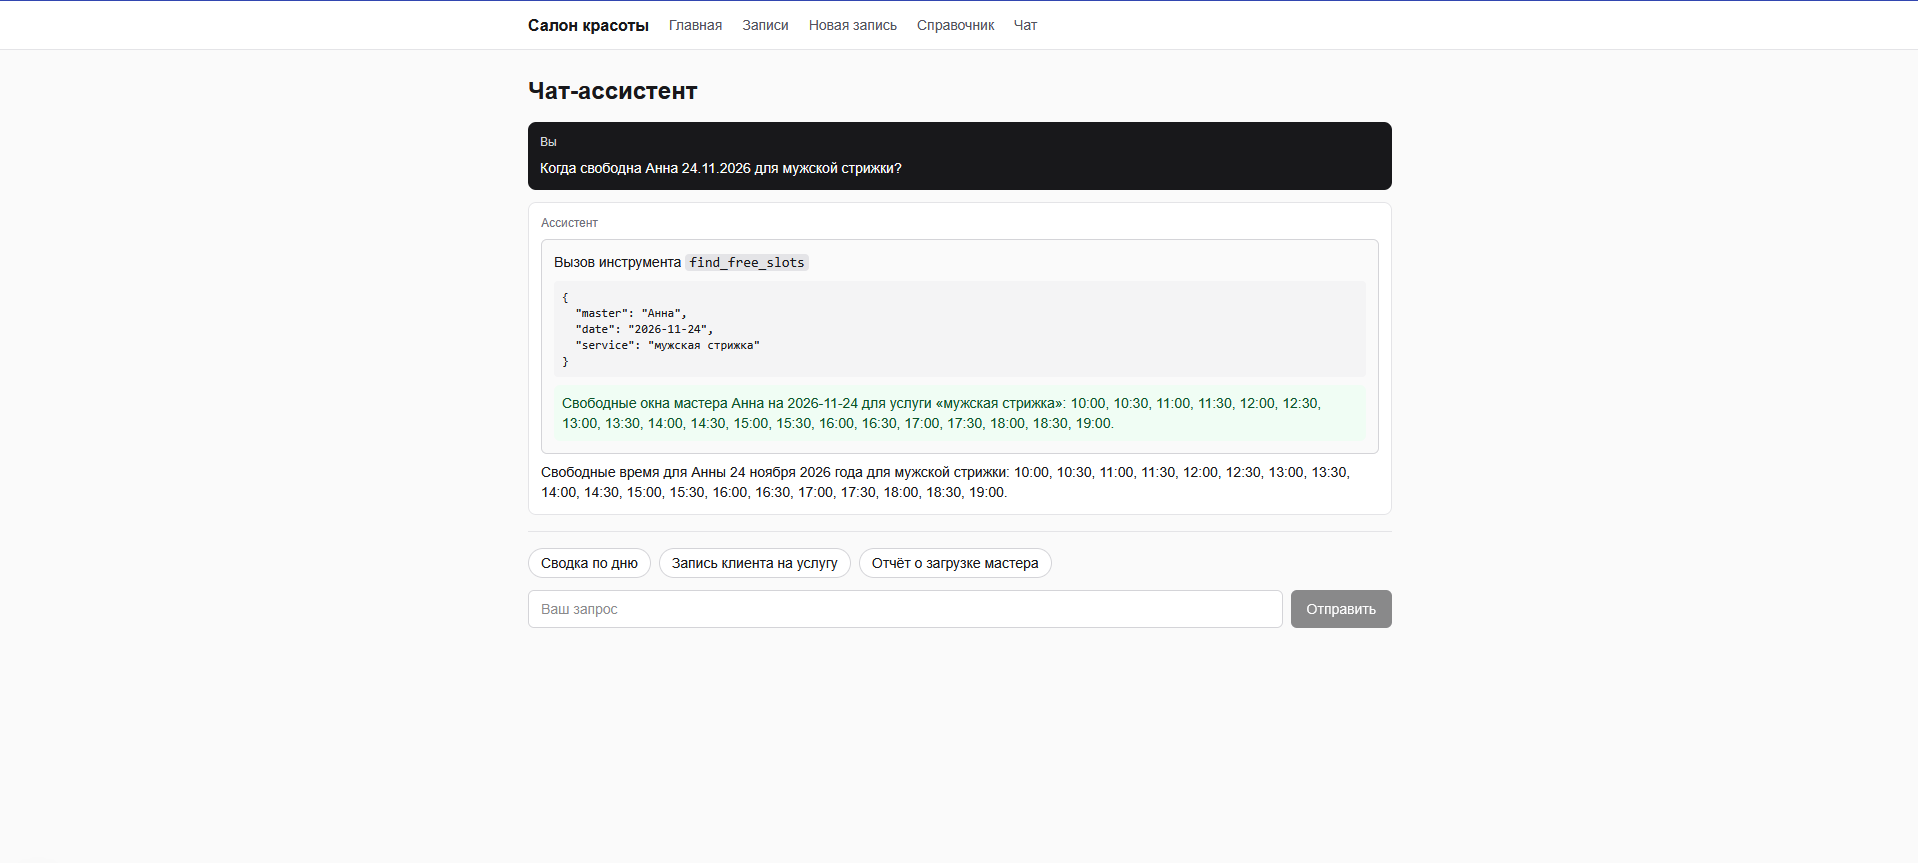 Салон красоты Главная Записи Новая запись Справочник Чат
Чат-ассистент
Вы
Когда свободна Анна 24.11.2026 для мужской стрижки?
Ассистент
Вызов инструмента find_free_slots
{
"master": "Анна",
"date": "2026-11-24",
"service": "мужская стрижка"
}
Свободные окна мастера Анна на 2026-11-24 для услуги «мужская стрижка»: 10:00, 10:30, 11:00, 11:30, 12:00, 12:30,
13:00, 13:30, 14:00, 14:30, 15:00, 15:30, 16:00, 16:30, 17:00, 17:30, 18:00, 18:30, 19:00.
Свободные время для Анны 24 ноября 2026 года для мужской стрижки: 10:00, 10:30, 11:00, 11:30, 12:00, 12:30, 13:00, 13:30,
14:00, 14:30, 15:00, 15:30, 16:00, 16:30, 17:00, 17:30, 18:00, 18:30, 19:00.
Сводка по дню Запись клиента на услугу Отчёт о загрузке мастера
Ваш запрос Отправить